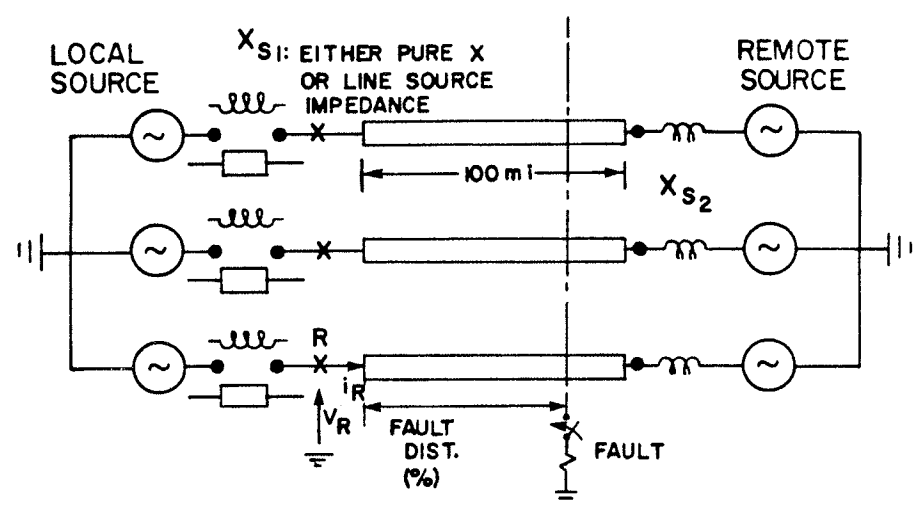 LOCAL
SOURCE
XS1: EITHER PURE X
OR LINE SOURCE
IMPEDANCE
REMOTE
SOURCE
~
~
100 mi
XS2
~
~
R
~
~
iR
VR
FAULT
DIST.
(%)
FAULT